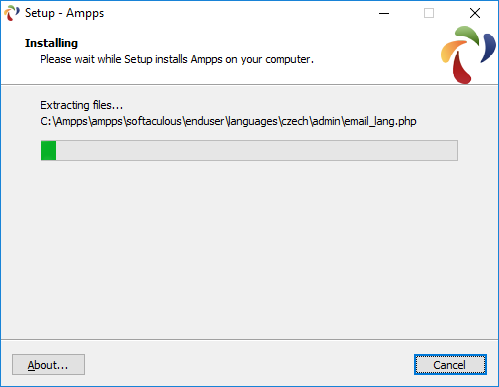 Setup - Ampps
Installing
Please wait while Setup installs Ampps on your computer.
Extracting files...
C:\Ampps\ampps\softaculous\enduser\languages\czech\admin\email_lang.php
About...
Cancel